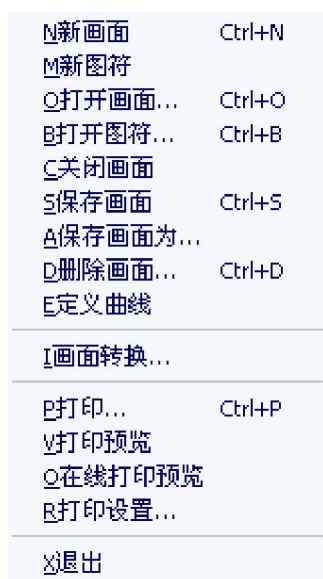 N新画面 Ctrl+N
M新图符
O打开画面... Ctrl+O
B打开图符... Ctrl+B
C关闭画面
S保存画面 Ctrl+S
A保存画面为...
D删除画面... Ctrl+D
E定义曲线
I画面转换...
P打印... Ctrl+P
V打印预览
O在线打印预览
R打印设置...
X退出